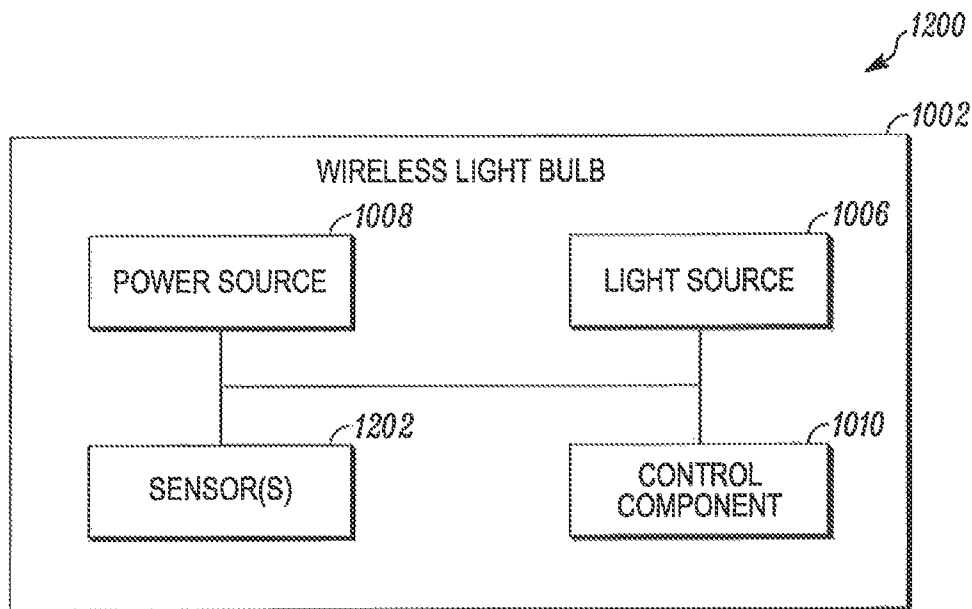 1200
1002
WIRELESS LIGHT BULB
1008
1006
POWER SOURCE
LIGHT SOURCE
1202
1010
SENSOR(S)
CONTROL
COMPONENT